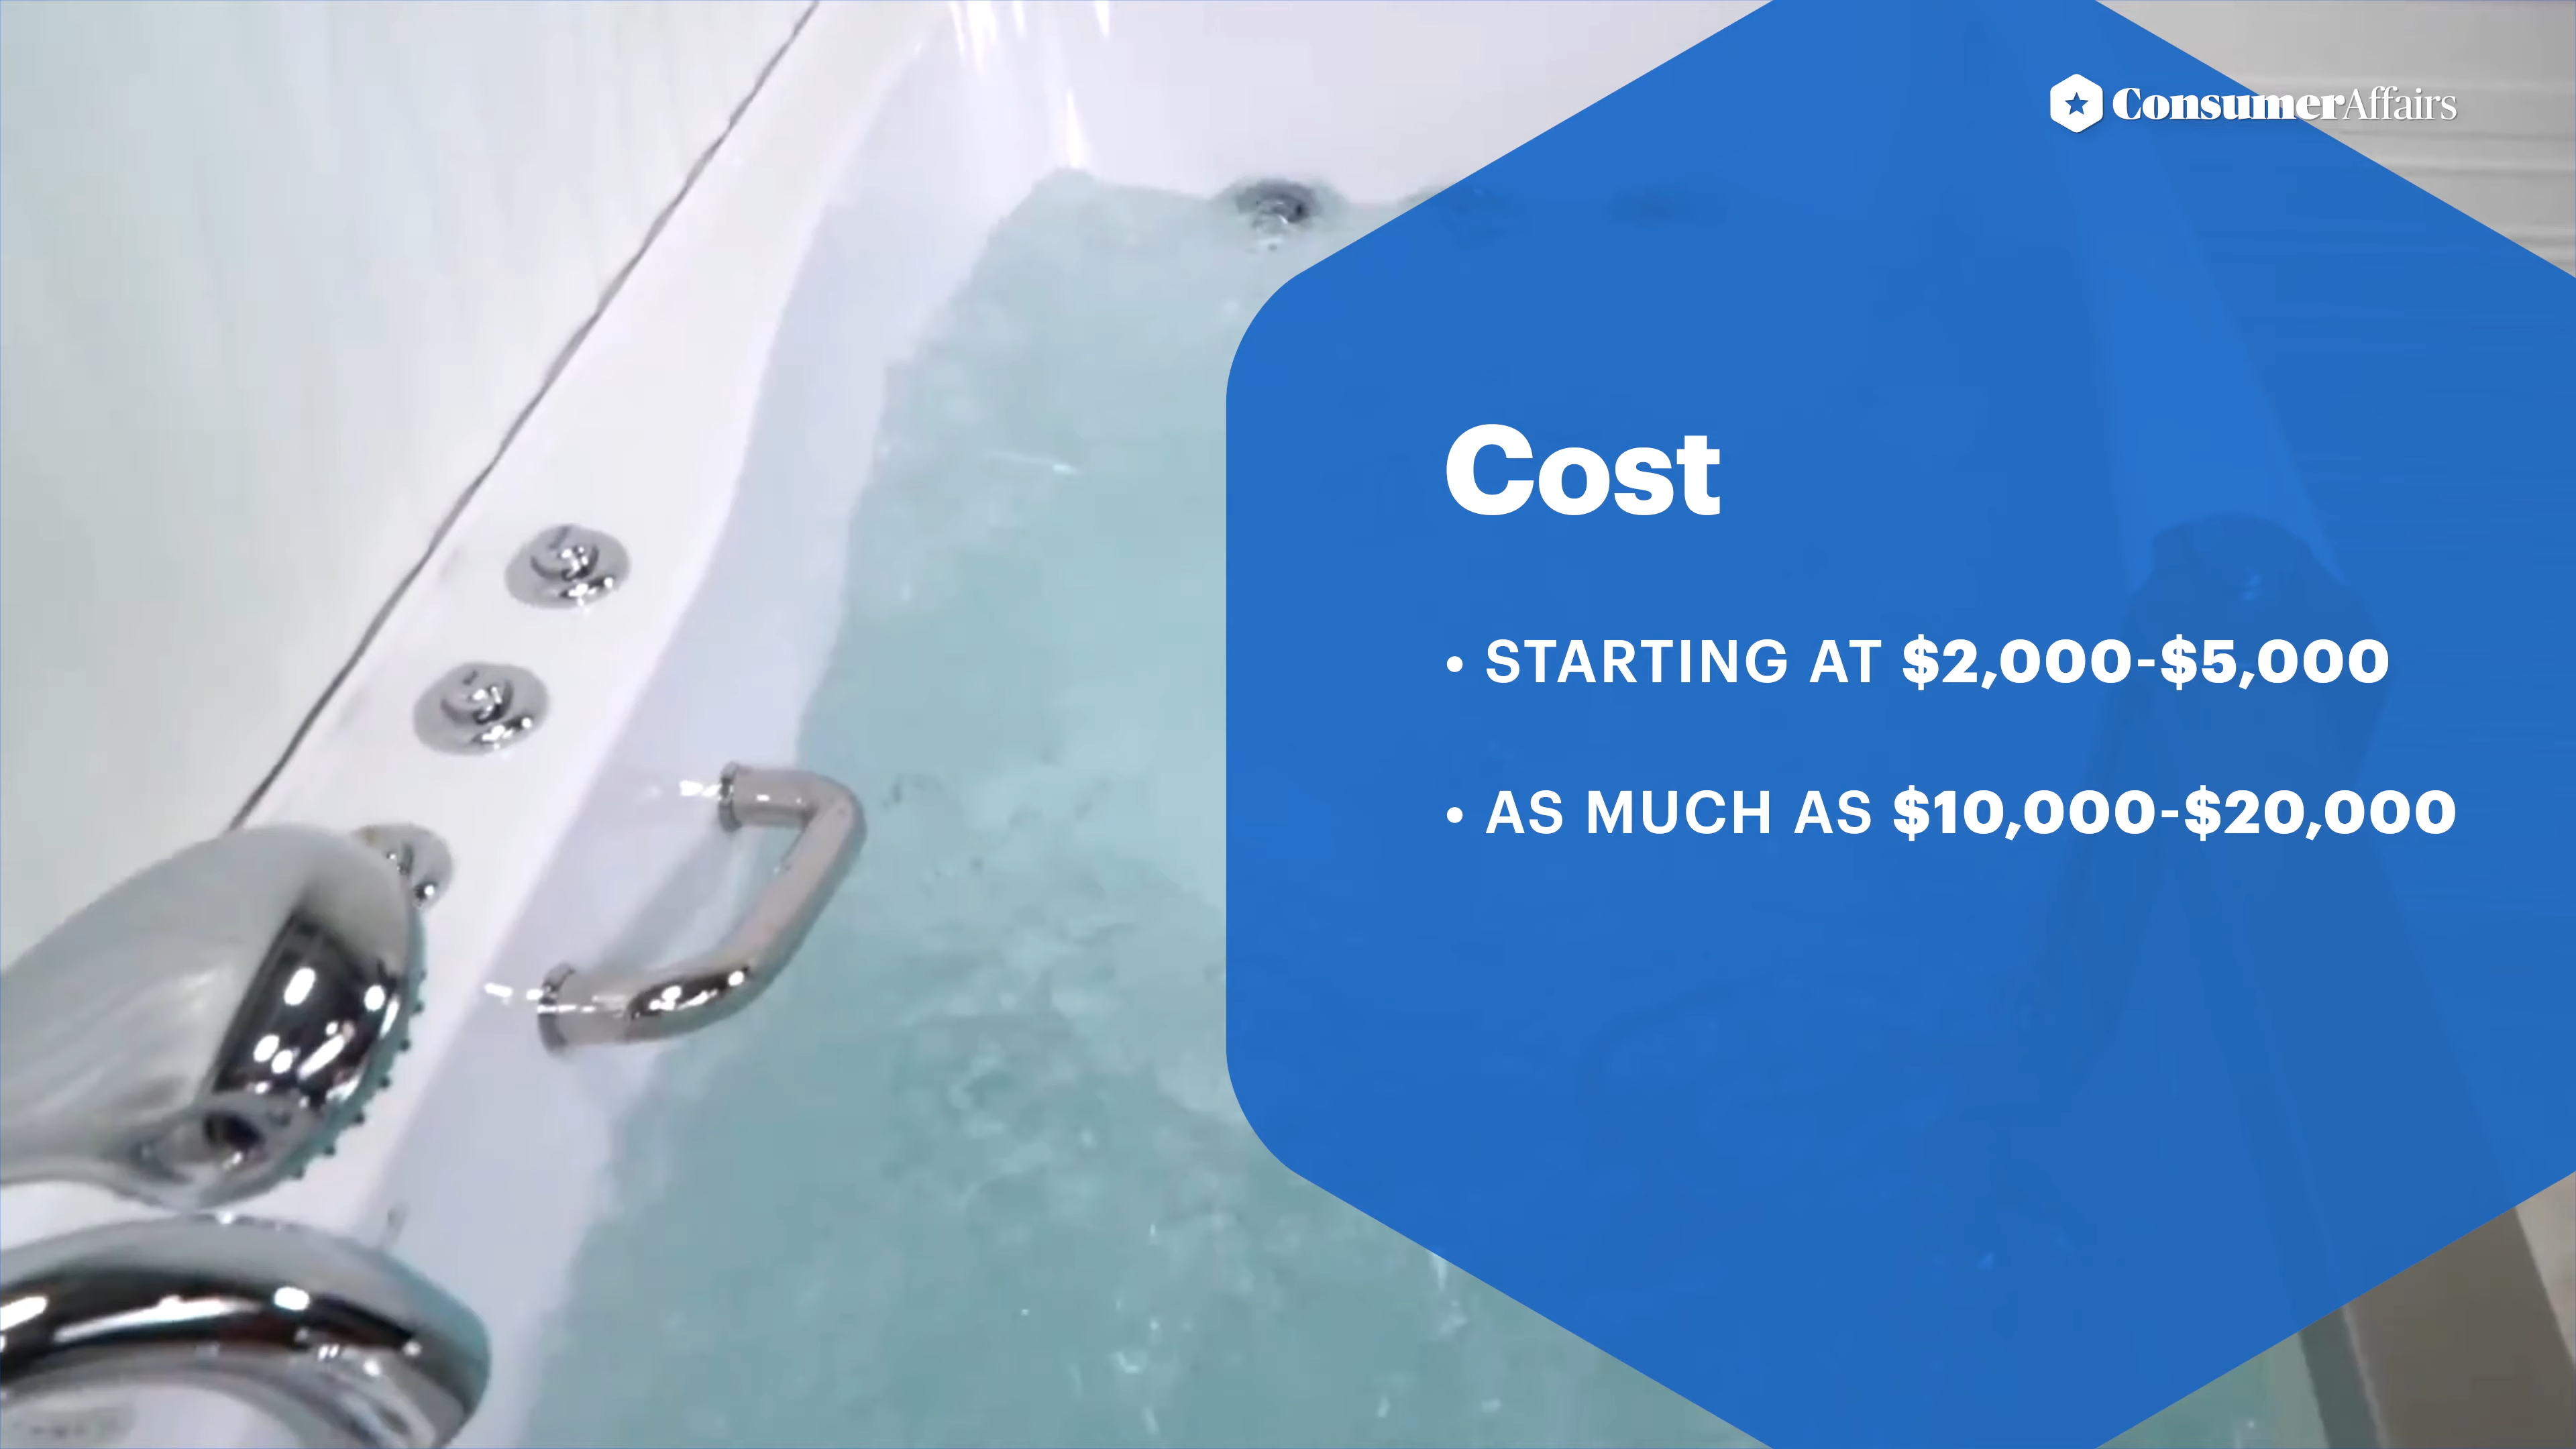 ConsumerAffairs
Cost
• STARTING AT $2,000-$5,000
• AS MUCH AS $10,000-$20,000